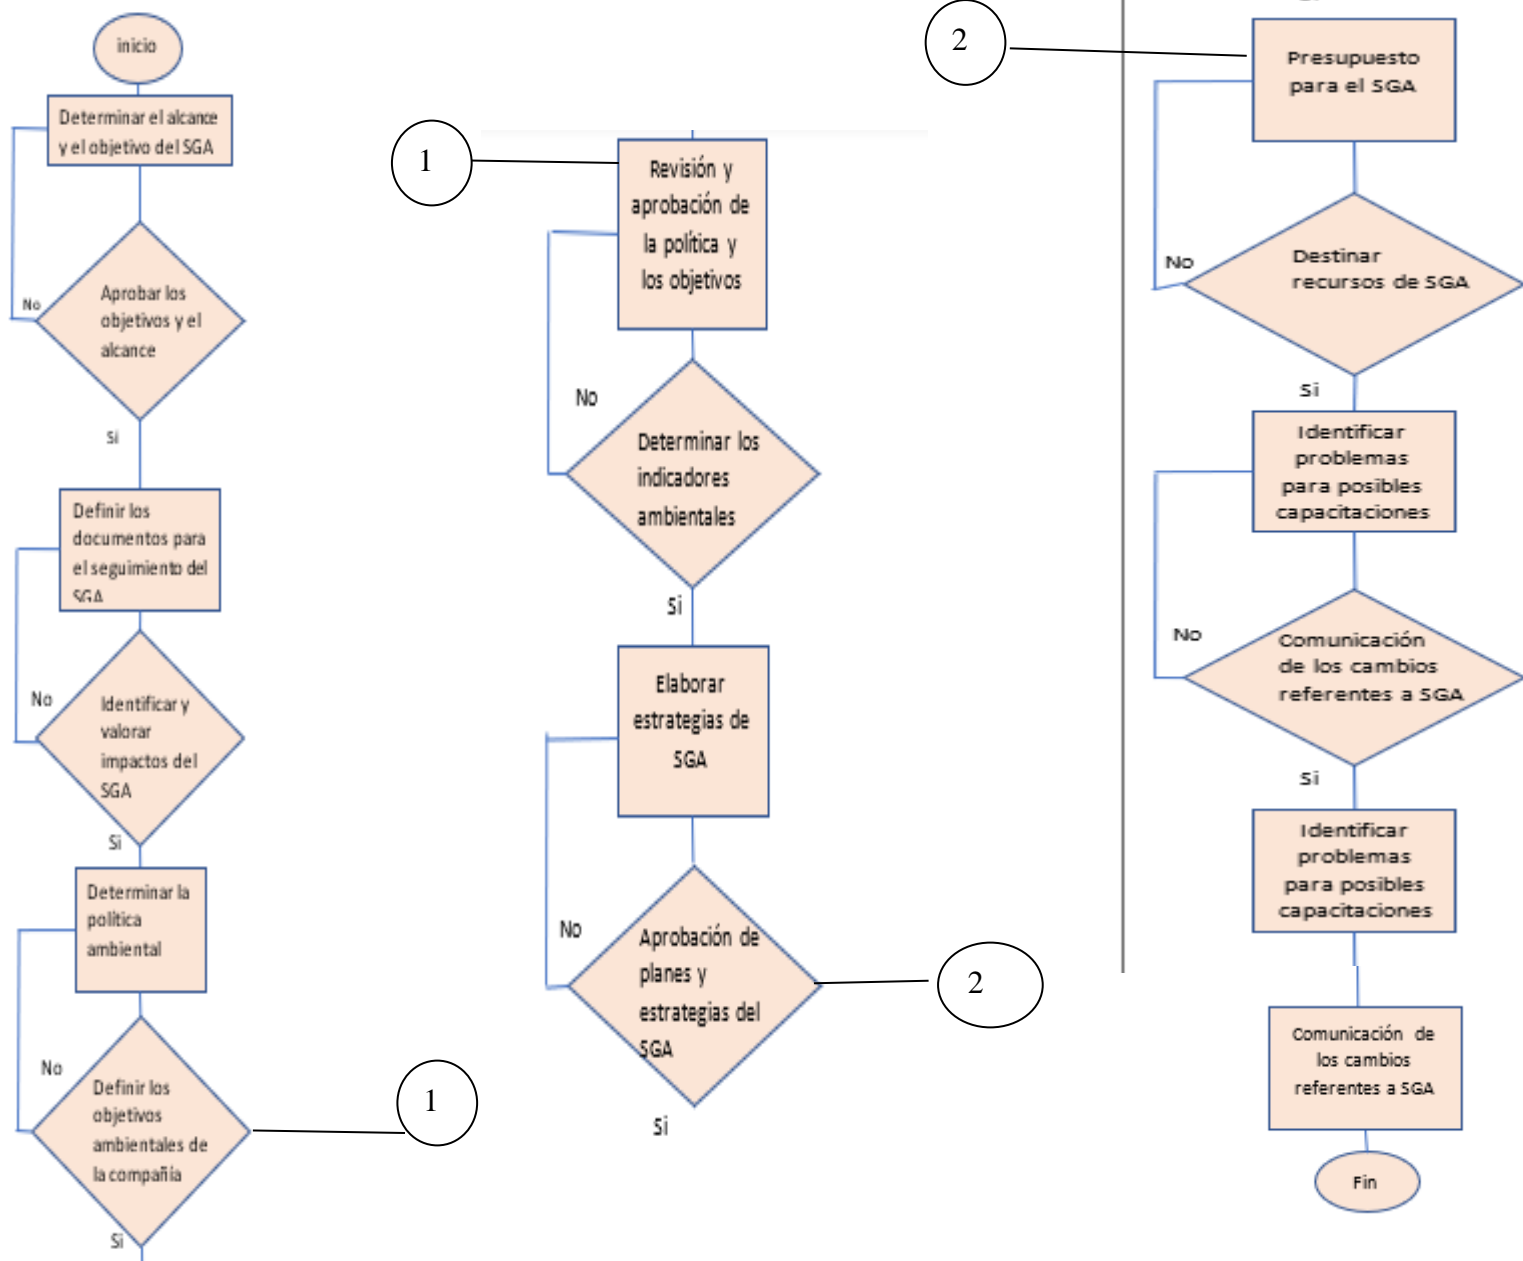 inicio
Determinar el alcance
y el objetivo del SGA
Aprobar los
objetivos y el
alcance
No
Si
Definir los
documentos para
el seguimiento del
SGA
No
Identificar y
valorar
impactos del
SGA
Si
Determinar la
política
ambiental
No
Definir los
objetivos
ambientales de
la compañía
Si
1
1
Revisión y
aprobación de
la política y
los objetivos
No
Determinar los
indicadores
ambientales
Si
Elaborar
estrategias de
SGA
No
Aprobación de
planes y
estrategias del
SGA
Si
2
2
Presupuesto
para el SGA
No
Destinar
recursos de SGA
Si
Identificar
problemas
para posibles
capacitaciones
No
Comunicación
de los cambios
referentes a SGA
Si
Identificar
problemas
para posibles
capacitaciones
Comunicación de
los cambios
referentes a SGA
Fin